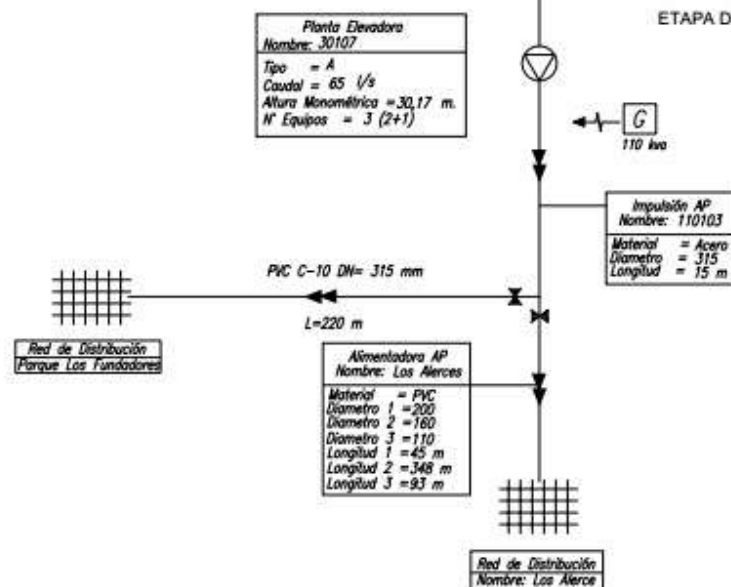 ETAPA D
Planta Elevadora
Nombre: 30107
Tipo = A
Caudal = 65 l/s
Altura Monométrica =30,17 m.
N° Equipos = 3 (2+1)
G
110 kva
Impulsión AP
Nombre: 110103
Material = Acero
Diametro = 315
Longitud = 15 m
PVC C-10 DN= 315 mm
L=220 m
Red de Distribución
Parque Los Fundadores
Alimentadora AP
Nombre: Los Alerces
Material = PVC
Diametro 1 =200
Diametro 2 =160
Diametro 3 =110
Longitud 1 =45 m
Longitud 2 =348 m
Longitud 3 =93 m
Red de Distribución
Nombre: Los Alerce